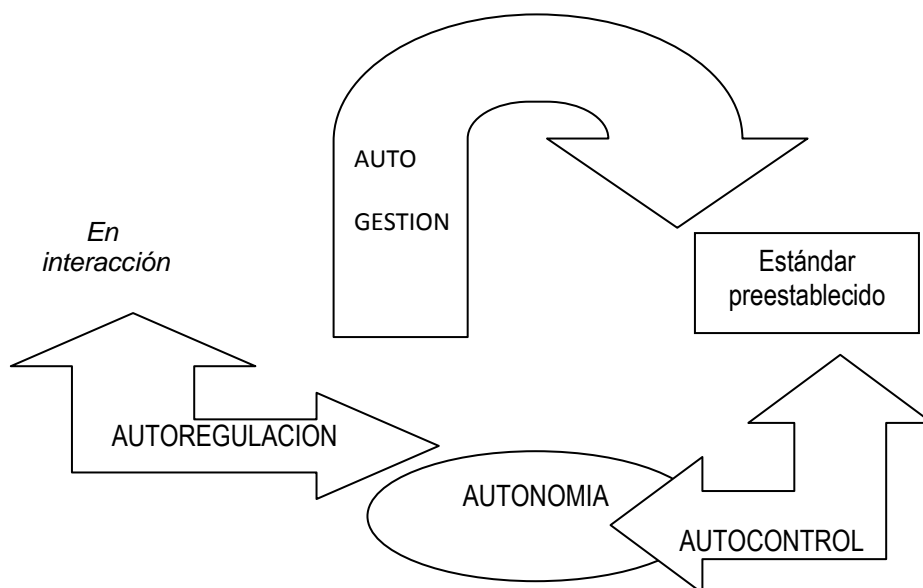 AUTO
GESTION
En
interacción
Estándar
preestablecido
AUTOREGULACION
AUTONOMIA
AUTOCONTROL